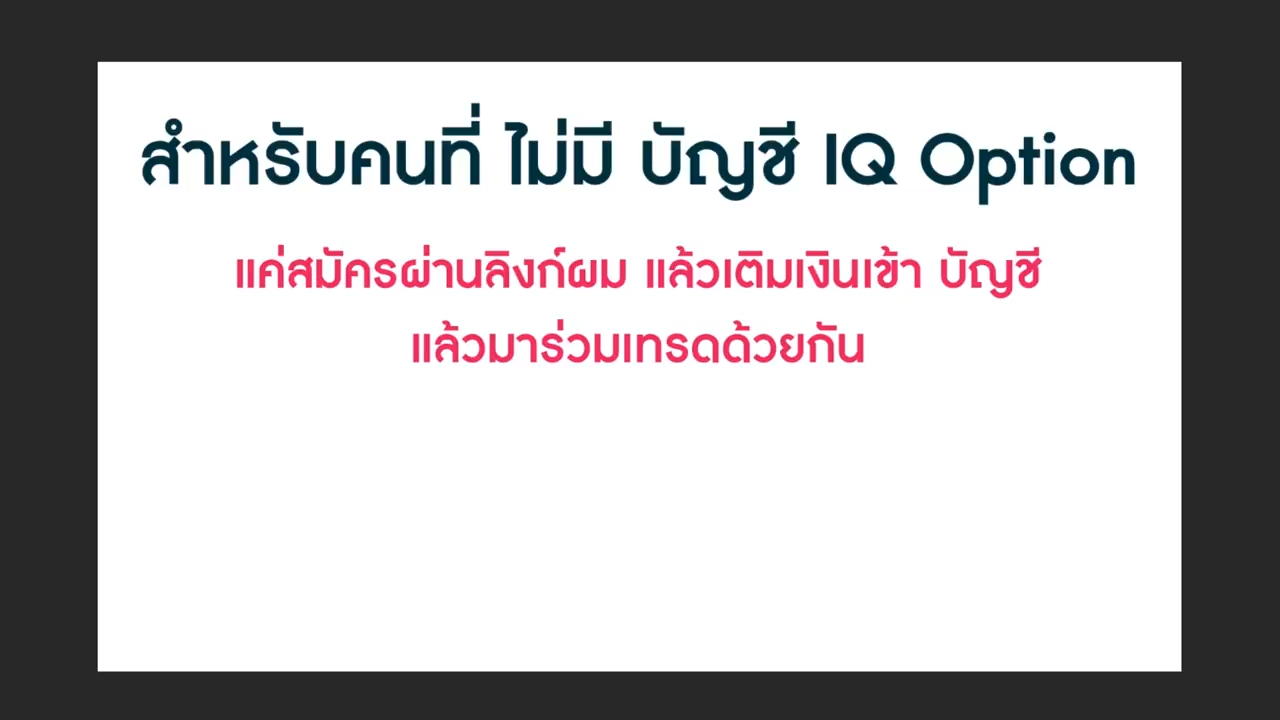 สำหรับคนที่ ไม่มี บัญชี IQ Option
แค่สมัครผ่านลิงก์ผม แล้วเติมเงินเข้า บัญชี
แล้วมาร่วมเทรดด้วยกัน